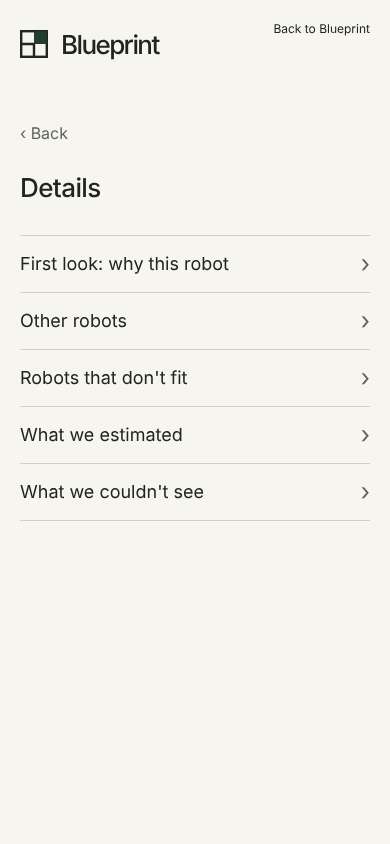 Blueprint
Back to Blueprint
‹ Back
Details
First look: why this robot
Other robots
Robots that don't fit
What we estimated
What we couldn't see